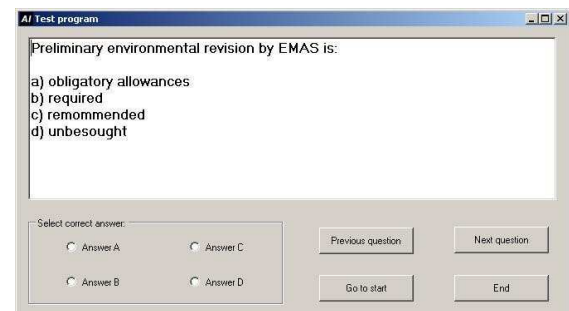 AI Test program
Preliminary environmental revision by EMAS is:
a) obligatory allowances
b) required
c) remommended
d) unbesought
Select correct answer:
Answer A
Answer C
Previous question
Next question
Answer B
Answer D
Go to start
End